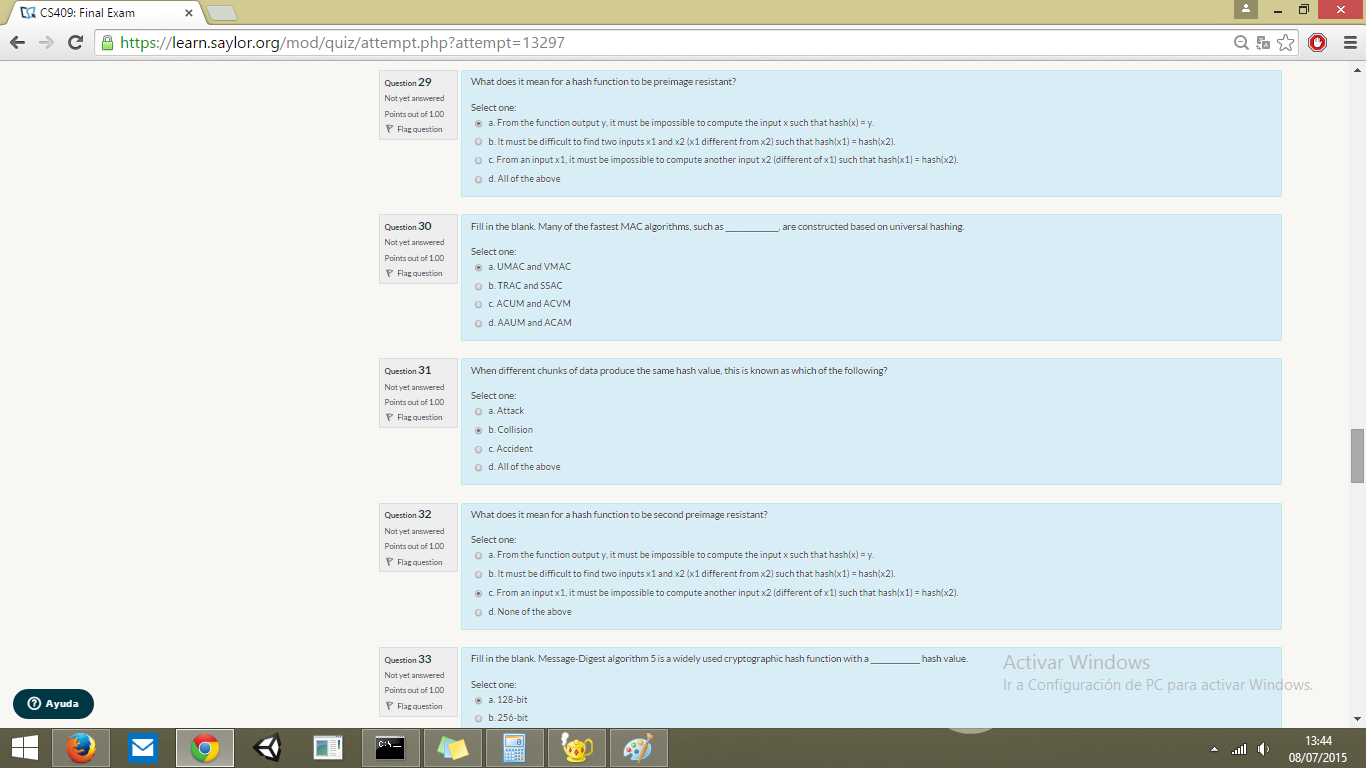 CS409: Final Exam
https://learn.saylor.org/mod/quiz/attempt.php?attempt=13297
Question 29
Not yet answered
Points out of 1.00
Flag question
What does it mean for a hash function to be preimage resistant?
Select one:
a. From the function output y, it must be impossible to compute the input x such that hash(x) = y.
b. It must be difficult to find two inputs x1 and x2 (x1 different from x2) such that hash(x1) = hash(x2).
c. From an input x1, it must be impossible to compute another input x2 (different of x1) such that hash(x1) = hash(x2).
d. All of the above
Question 30
Not yet answered
Points out of 1.00
Flag question
Fill in the blank. Many of the fastest MAC algorithms, such as ____________, are constructed based on universal hashing.
Select one:
a. UMAC and VMAC
b. TRAC and SSAC
c. ACUM and ACVM
d. AAUM and ACAM
Question 31
Not yet answered
Points out of 1.00
Flag question
When different chunks of data produce the same hash value, this is known as which of the following?
Select one:
a. Attack
b. Collision
c. Accident
d. All of the above
Question 32
Not yet answered
Points out of 1.00
Flag question
What does it mean for a hash function to be second preimage resistant?
Select one:
a. From the function output y, it must be impossible to compute the input x such that hash(x) = y.
b. It must be difficult to find two inputs x1 and x2 (x1 different from x2) such that hash(x1) = hash(x2).
c. From an input x1, it must be impossible to compute another input x2 (different of x1) such that hash(x1) = hash(x2).
d. None of the above
Question 33
Not yet answered
Points out of 1.00
Flag question
Fill in the blank. Message-Digest algorithm 5 is a widely used cryptographic hash function with a ___________ hash value.
Select one:
a. 128-bit
b. 256-bit
Activar Windows
Ir a Configuración de PC para activar Windows.
Ayuda
C:\_
13:44
08/07/2015